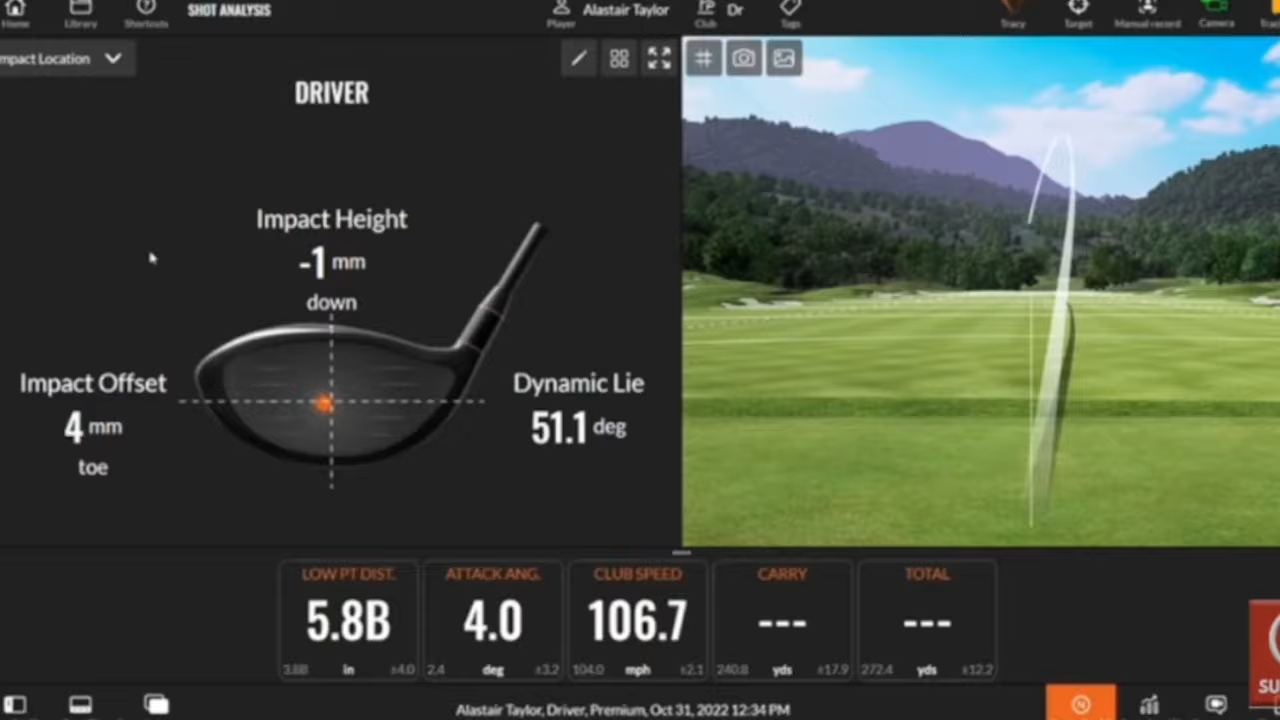 Home
Library
Shortcuts
SHOT ANALYSIS
Player
Alastair Taylor
Club
Dr
Tags
Tracy
Target
Manual record
Camera
mpact Location
DRIVER
Impact Height
-1 mm
down
Impact Offset
4 mm
toe
Dynamic Lie
51.1 deg
LOW PT DIST.
5.8B
3.8B in ±4.0
ATTACK ANG.
4.0
2.4 deg ±3.2
CLUB SPEED
106.7
104.0 mph ±2.1
CARRY
---
240.8 yds ±17.9
TOTAL
---
272.4 yds ±12.2
SU
Alastair Taylor, Driver, Premium, Oct 31, 2022 12:34 PM
N